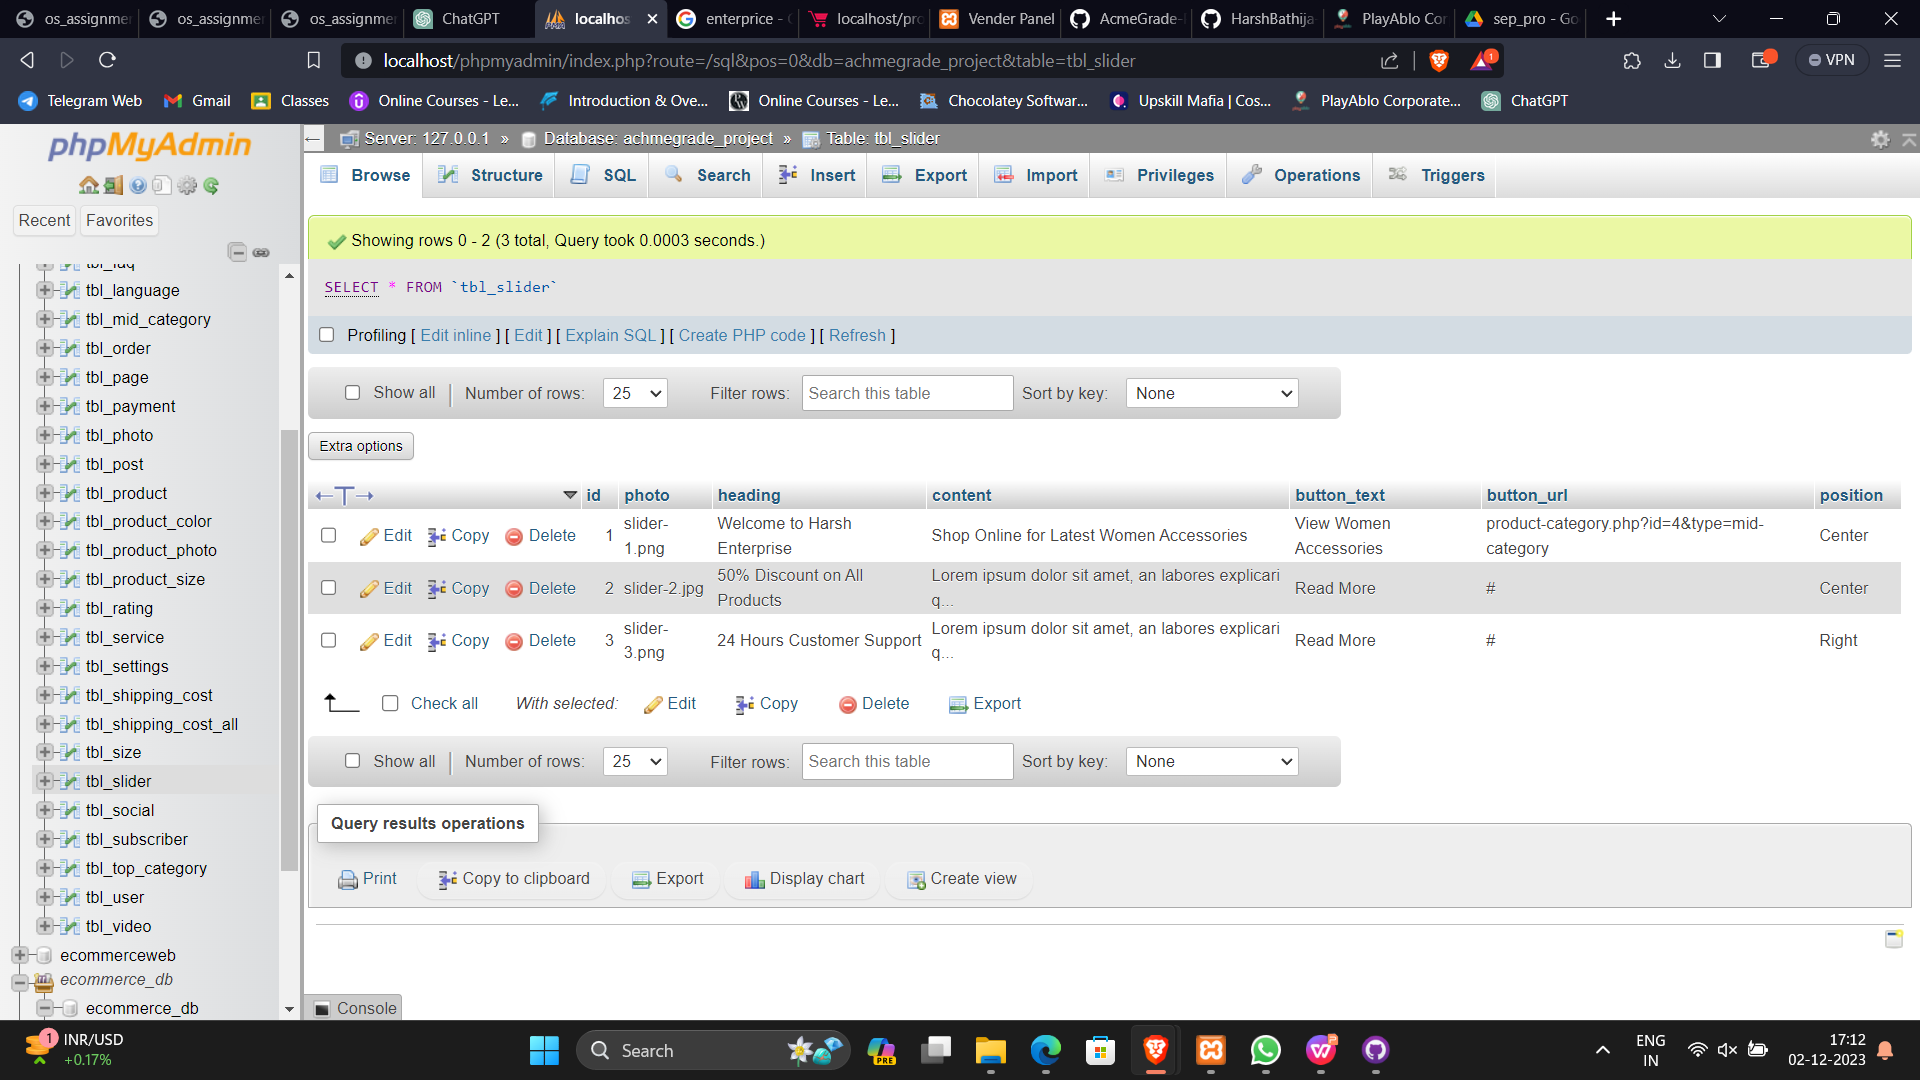 os_assignmer
os_assignmer
os_assignmer
ChatGPT
localhos
enterprice - G
localhost/pro
Vender Panel
AcmeGrade-
HarshBathija
PlayAblo Cor
sep_pro - Go
localhost/phpmyadmin/index.php?route=/sql&pos=0&db=achmegrade_project&table=tbl_slider
1
VPN
Telegram Web
Gmail
Classes
Online Courses - Le...
Introduction & Ove...
Online Courses - Le...
Chocolatey Softwar...
Upskill Mafia | Cos...
PlayAblo Corporate...
ChatGPT
phpMyAdmin
Recent
Favorites
tbl_faq
tbl_language
tbl_mid_category
tbl_order
tbl_page
tbl_payment
tbl_photo
tbl_post
tbl_product
tbl_product_color
tbl_product_photo
tbl_product_size
tbl_rating
tbl_service
tbl_settings
tbl_shipping_cost
tbl_shipping_cost_all
tbl_size
tbl_slider
tbl_social
tbl_subscriber
tbl_top_category
tbl_user
tbl_video
ecommerceweb
ecommerce_db
ecommerce_db
Server: 127.0.0.1 » Database: achmegrade_project » Table: tbl_slider
Browse
Structure
SQL
Search
Insert
Export
Import
Privileges
Operations
Triggers
Showing rows 0 - 2 (3 total, Query took 0.0003 seconds.)
SELECT * FROM `tbl_slider`
Profiling [ Edit inline ] [ Edit ] [ Explain SQL ] [ Create PHP code ] [ Refresh ]
Show all
Number of rows: 25
Filter rows: Search this table
Sort by key: None
Extra options
id photo heading content button_text button_url position
Edit Copy Delete
1
slider-
1.png
Welcome to Harsh
Enterprise
Shop Online for Latest Women Accessories
View Women
Accessories
product-category.php?id=4&type=mid-
category
Center
Edit Copy Delete
2
slider-2.jpg
50% Discount on All
Products
Lorem ipsum dolor sit amet, an labores explicari
q...
Read More
#
Center
Edit Copy Delete
3
slider-
3.png
24 Hours Customer Support
Lorem ipsum dolor sit amet, an labores explicari
q...
Read More
#
Right
Check all
With selected:
Edit
Copy
Delete
Export
Show all
Number of rows: 25
Filter rows: Search this table
Sort by key: None
Query results operations
Print
Copy to clipboard
Export
Display chart
Create view
Console
1
INR/USD
+0.17%
Search
PRE
ENG
IN
17:12
02-12-2023